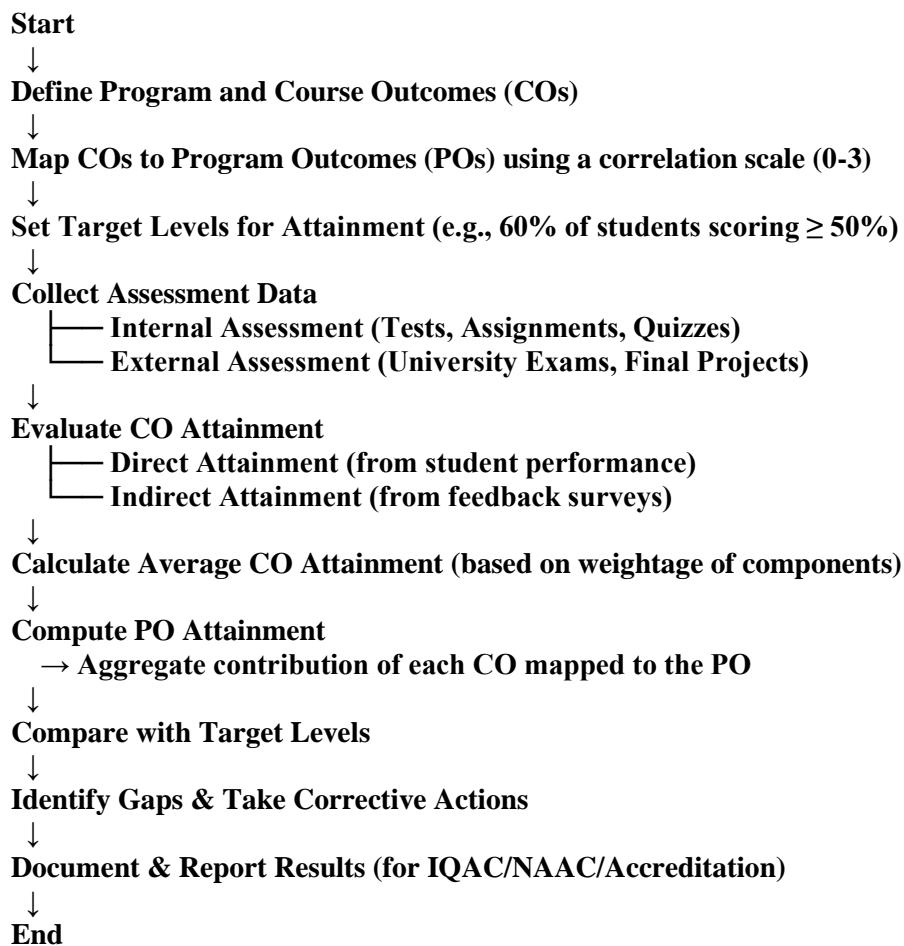 Start
↓
Define Program and Course Outcomes (COs)
↓
Map COs to Program Outcomes (POs) using a correlation scale (0-3)
↓
Set Target Levels for Attainment (e.g., 60% of students scoring ≥ 50%)
↓
Collect Assessment Data
├── Internal Assessment (Tests, Assignments, Quizzes)
└── External Assessment (University Exams, Final Projects)
↓
Evaluate CO Attainment
├── Direct Attainment (from student performance)
└── Indirect Attainment (from feedback surveys)
↓
Calculate Average CO Attainment (based on weightage of components)
↓
Compute PO Attainment
→ Aggregate contribution of each CO mapped to the PO
↓
Compare with Target Levels
↓
Identify Gaps & Take Corrective Actions
↓
Document & Report Results (for IQAC/NAAC/Accreditation)
↓
End